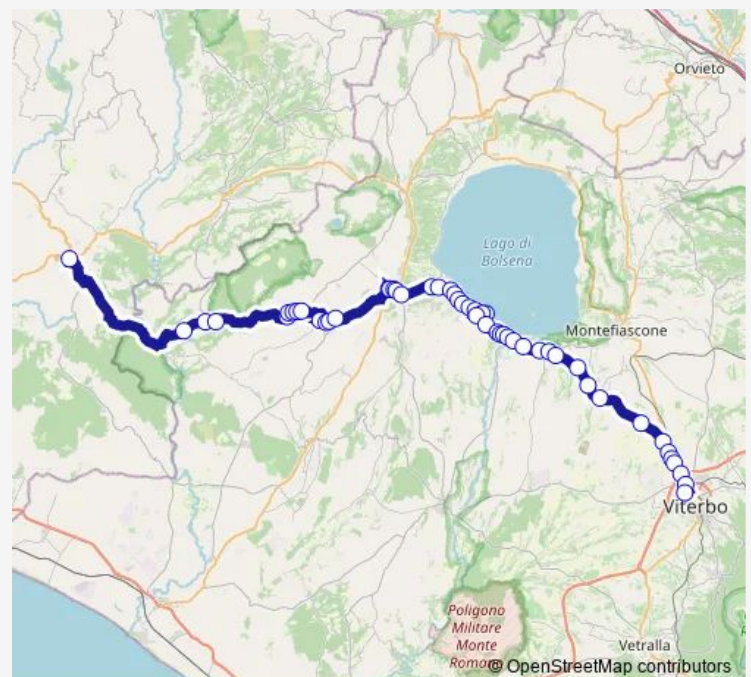 Orvieto
Lago di
Bolsena
Montefiascone
Viterbo
Poligono
Militare
Monte
Romano
Vetralla
© OpenStreetMap contributors